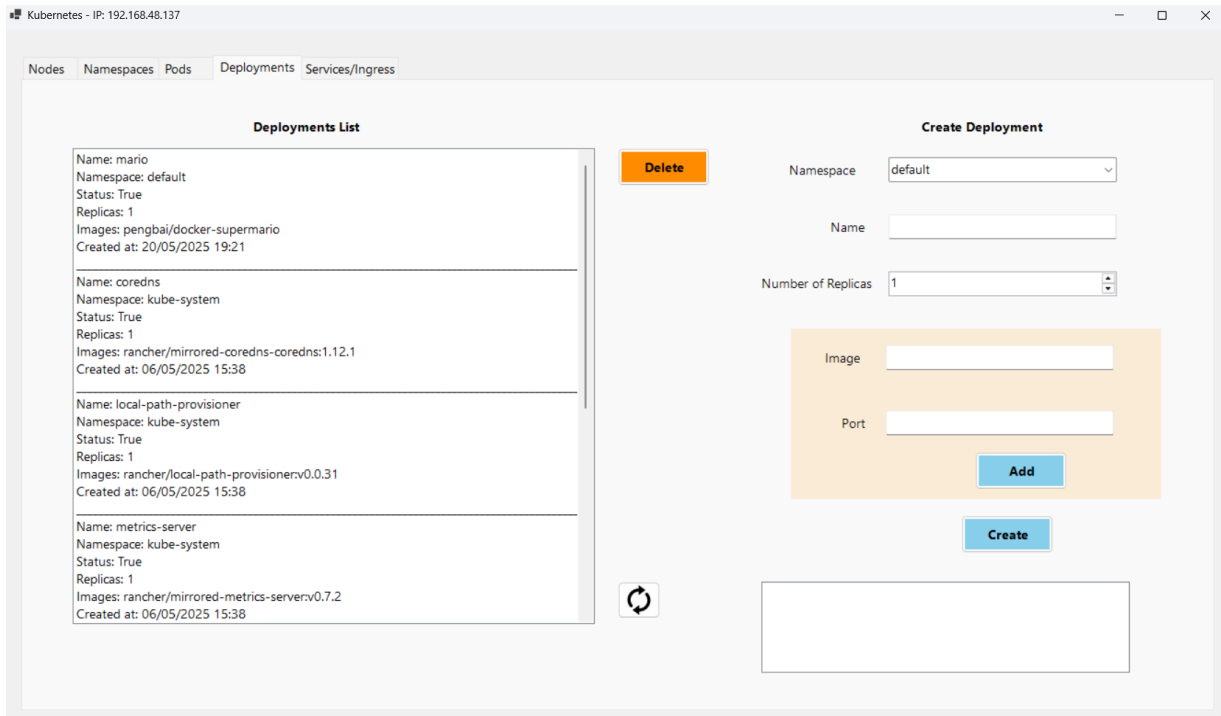 Kubernetes - IP: 192.168.48.137
Nodes Namespaces Pods Deployments Services/Ingress
Deployments List
Name: mario
Namespace: default
Status: True
Replicas: 1
Images: pengbai/docker-supermario
Created at: 20/05/2025 19:21
Name: coredns
Namespace: kube-system
Status: True
Replicas: 1
Images: rancher/mirrored-coredns-coredns:1.12.1
Created at: 06/05/2025 15:38
Name: local-path-provisioner
Namespace: kube-system
Status: True
Replicas: 1
Images: rancher/local-path-provisioner:v0.0.31
Created at: 06/05/2025 15:38
Name: metrics-server
Namespace: kube-system
Status: True
Replicas: 1
Images: rancher/mirrored-metrics-server:v0.7.2
Created at: 06/05/2025 15:38
Delete
Create Deployment
Namespace default
Name
Number of Replicas 1
Image
Port
Add
Create